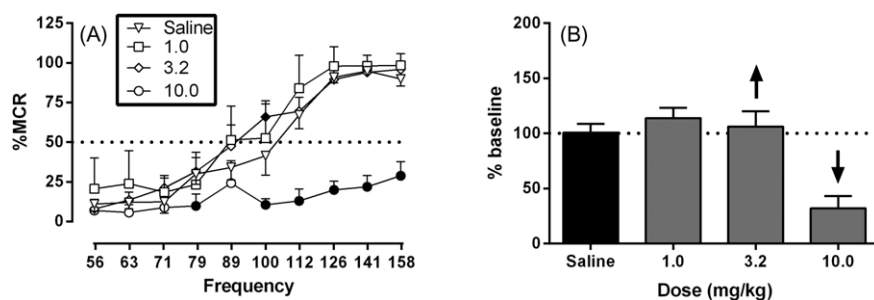 (A)
Saline
1.0
3.2
10.0
%MCR
125
100
75
50
25
0
56 63 71 79 89 100 112 126 141 158
Frequency
(B)
% baseline
200
150
100
50
0
Saline 1.0 3.2 10.0
Dose (mg/kg)